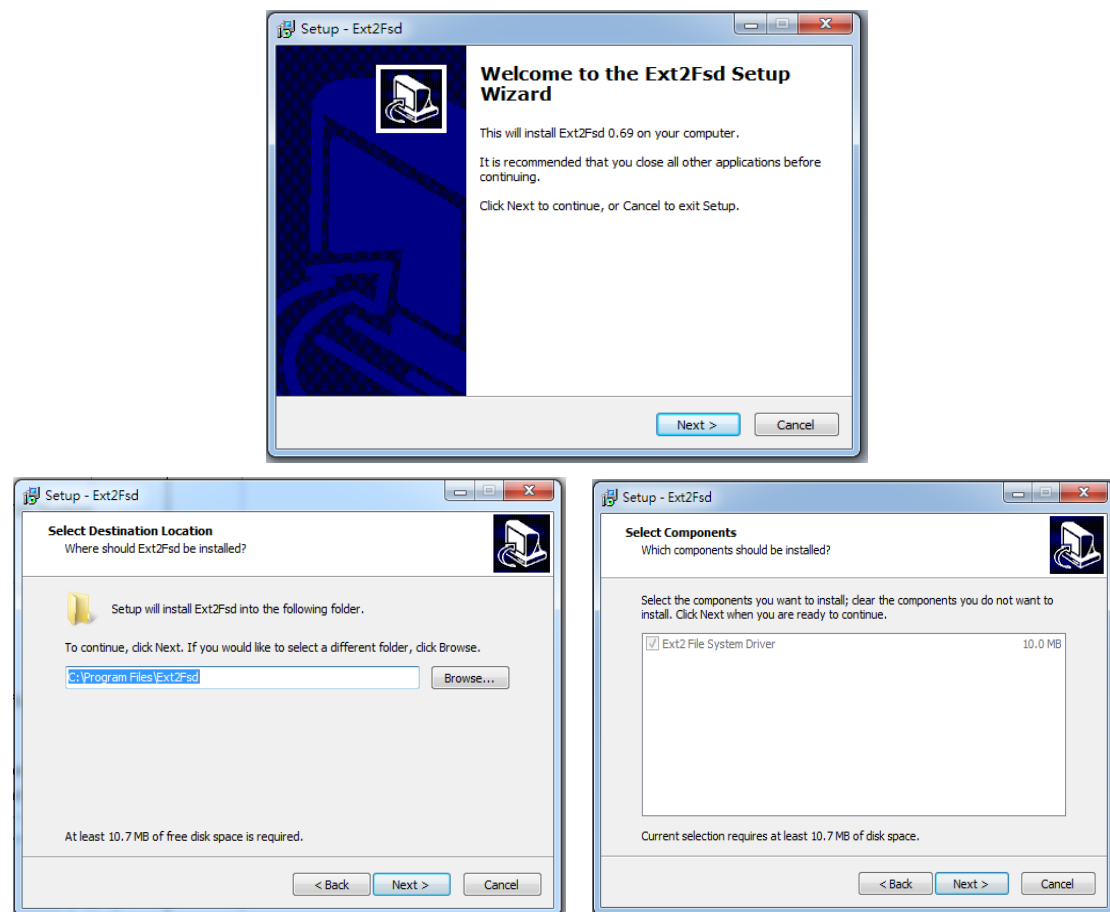 Setup - Ext2Fsd
Welcome to the Ext2Fsd Setup
Wizard
This will install Ext2Fsd 0.69 on your computer.
It is recommended that you close all other applications before
continuing.
Click Next to continue, or Cancel to exit Setup.
Next >
Cancel
Setup - Ext2Fsd
Select Destination Location
Where should Ext2Fsd be installed?
Setup will install Ext2Fsd into the following folder.
To continue, click Next. If you would like to select a different folder, click Browse.
C:\Program Files\Ext2Fsd
Browse...
At least 10.7 MB of free disk space is required.
< Back
Next >
Cancel
Setup - Ext2Fsd
Select Components
Which components should be installed?
Select the components you want to install; clear the components you do not want to
install. Click Next when you are ready to continue.
Ext2 File System Driver 10.0 MB
Current selection requires at least 10.7 MB of disk space.
< Back
Next >
Cancel